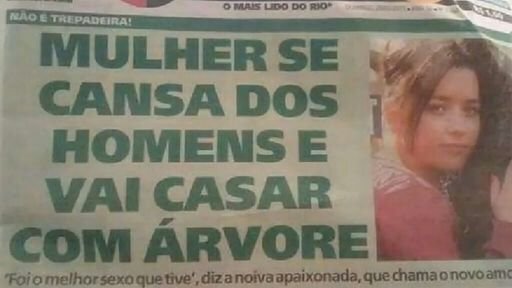 O MAIS LIDO DO RIO*
NÃO É TREPADEIRA!
MULHER SE
CANSA DOS
HOMENS E
VAI CASAR
COM ÁRVORE
'Foi o melhor sexo que tive', diz a noiva apaixonada, que chama o novo amo